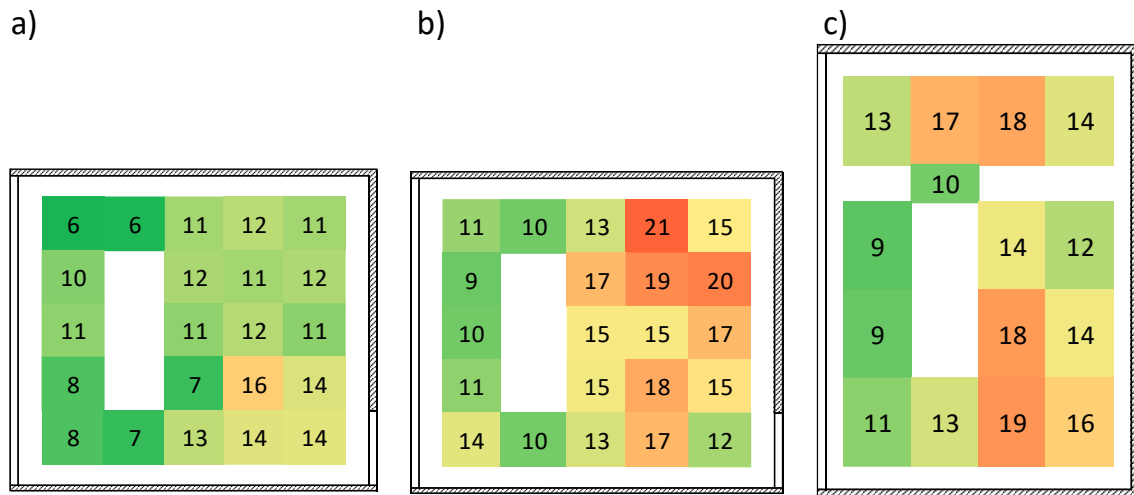 a)
6 6 11 12 11
10 12 11 12
11 11 12 11
8 7 16 14
8 7 13 14 14
b)
11 10 13 21 15
9 17 19 20
10 15 15 17
11 15 18 15
14 10 13 17 12
c)
13 17 18 14
10
9 14 12
9 18 14
11 13 19 16